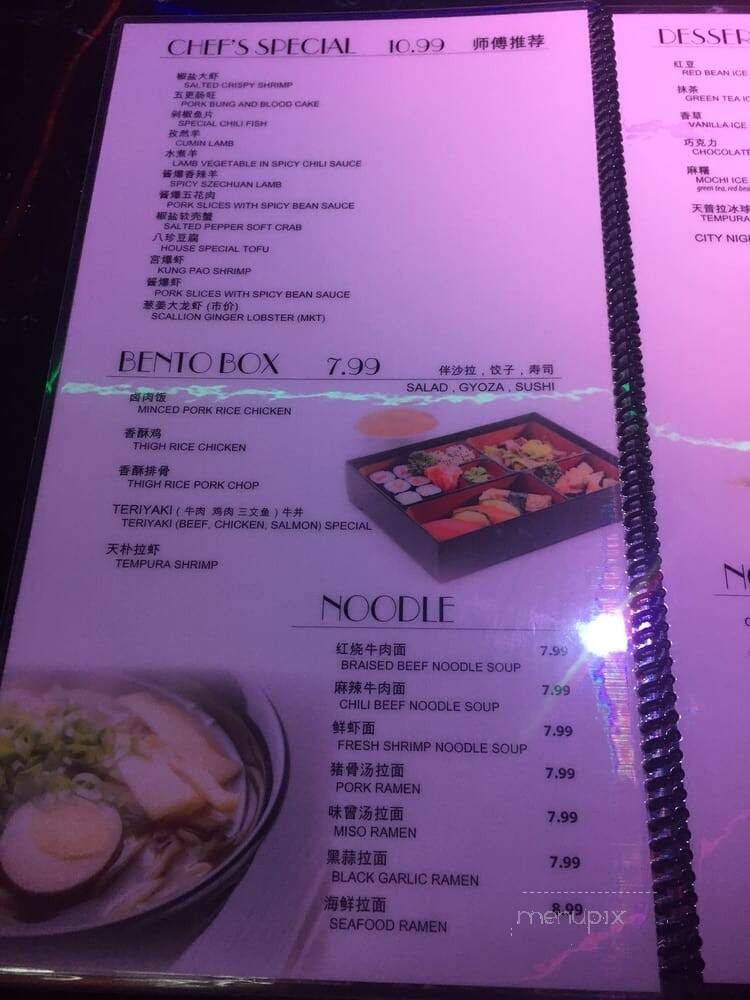 CHEF'S SPECIAL 10.99 师傅推荐
椒盐大虾
SALTED CRISPY SHRIMP
五更肠旺
PORK BUNG AND BLOOD CAKE
剁椒鱼片
SPECIAL CHILI FISH
孜然羊
CUMIN LAMB
水煮羊
LAMB VEGETABLE IN SPICY CHILI SAUCE
酱爆香辣羊
SPICY SZECHUAN LAMB
酱爆五花肉
PORK SLICES WITH SPICY BEAN SAUCE
椒盐软壳蟹
SALTED PEPPER SOFT CRAB
八珍豆腐
HOUSE SPECIAL TOFU
宫爆虾
KUNG PAO SHRIMP
酱爆虾
PORK SLICES WITH SPICY BEAN SAUCE
葱姜大龙虾 (市价)
SCALLION GINGER LOBSTER (MKT)
BENTO BOX 7.99 伴沙拉，饺子，寿司
SALAD , GYOZA , SUSHI
卤肉饭
MINCED PORK RICE CHICKEN
香酥鸡
THIGH RICE CHICKEN
香酥排骨
THIGH RICE PORK CHOP
TERIYAKI ( 牛肉 鸡肉 三文鱼 ) 牛丼
TERIYAKI (BEEF, CHICKEN, SALMON) SPECIAL
天朴拉虾
TEMPURA SHRIMP
NOODLE
红烧牛肉面 7.99
BRAISED BEEF NOODLE SOUP
麻辣牛肉面 7.99
CHILI BEEF NOODLE SOUP
鲜虾面 7.99
FRESH SHRIMP NOODLE SOUP
猪骨汤拉面 7.99
PORK RAMEN
味曾汤拉面 7.99
MISO RAMEN
黑蒜拉面 7.99
BLACK GARLIC RAMEN
海鲜拉面 8.99
SEAFOOD RAMEN
menupix
DESSER
红豆
RED BEAN ICE
抹茶
GREEN TEA IC
香草
VANILLA ICE
巧克力
CHOCOLATE
麻糬
MOCHI ICE
green tea, red bea
天普拉冰球
TEMPURA
CITY NIG